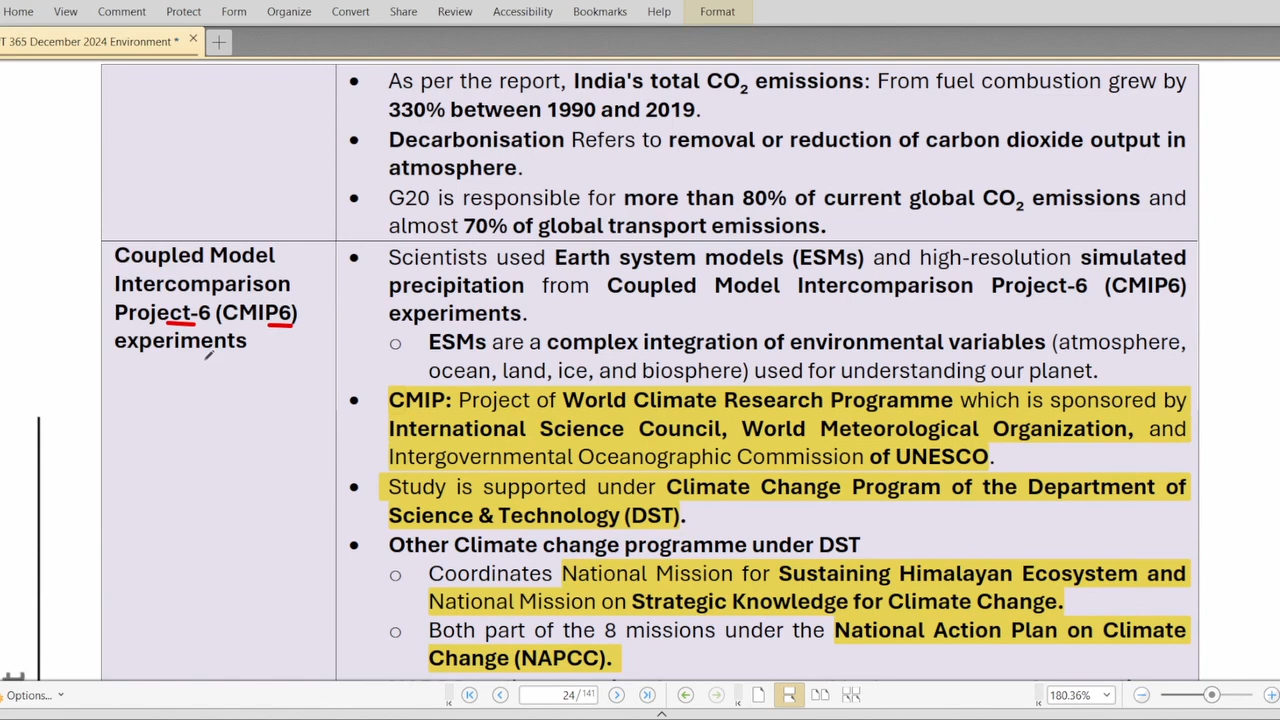 Home View Comment Protect Form Organize Convert Share Review Accessibility Bookmarks Help Format
T 365 December 2024 Environment *
• As per the report, India's total CO2 emissions: From fuel combustion grew by
330% between 1990 and 2019.
• Decarbonisation Refers to removal or reduction of carbon dioxide output in
atmosphere.
• G20 is responsible for more than 80% of current global CO2 emissions and
almost 70% of global transport emissions.
Coupled Model
Intercomparison
Project-6 (CMIP6)
experiments
• Scientists used Earth system models (ESMs) and high-resolution simulated
precipitation from Coupled Model Intercomparison Project-6 (CMIP6)
experiments.
○ ESMs are a complex integration of environmental variables (atmosphere,
ocean, land, ice, and biosphere) used for understanding our planet.
• CMIP: Project of World Climate Research Programme which is sponsored by
International Science Council, World Meteorological Organization, and
Intergovernmental Oceanographic Commission of UNESCO.
• Study is supported under Climate Change Program of the Department of
Science & Technology (DST).
• Other Climate change programme under DST
○ Coordinates National Mission for Sustaining Himalayan Ecosystem and
National Mission on Strategic Knowledge for Climate Change.
○ Both part of the 8 missions under the National Action Plan on Climate
Change (NAPCC).
Options... 24 /141 180.36%